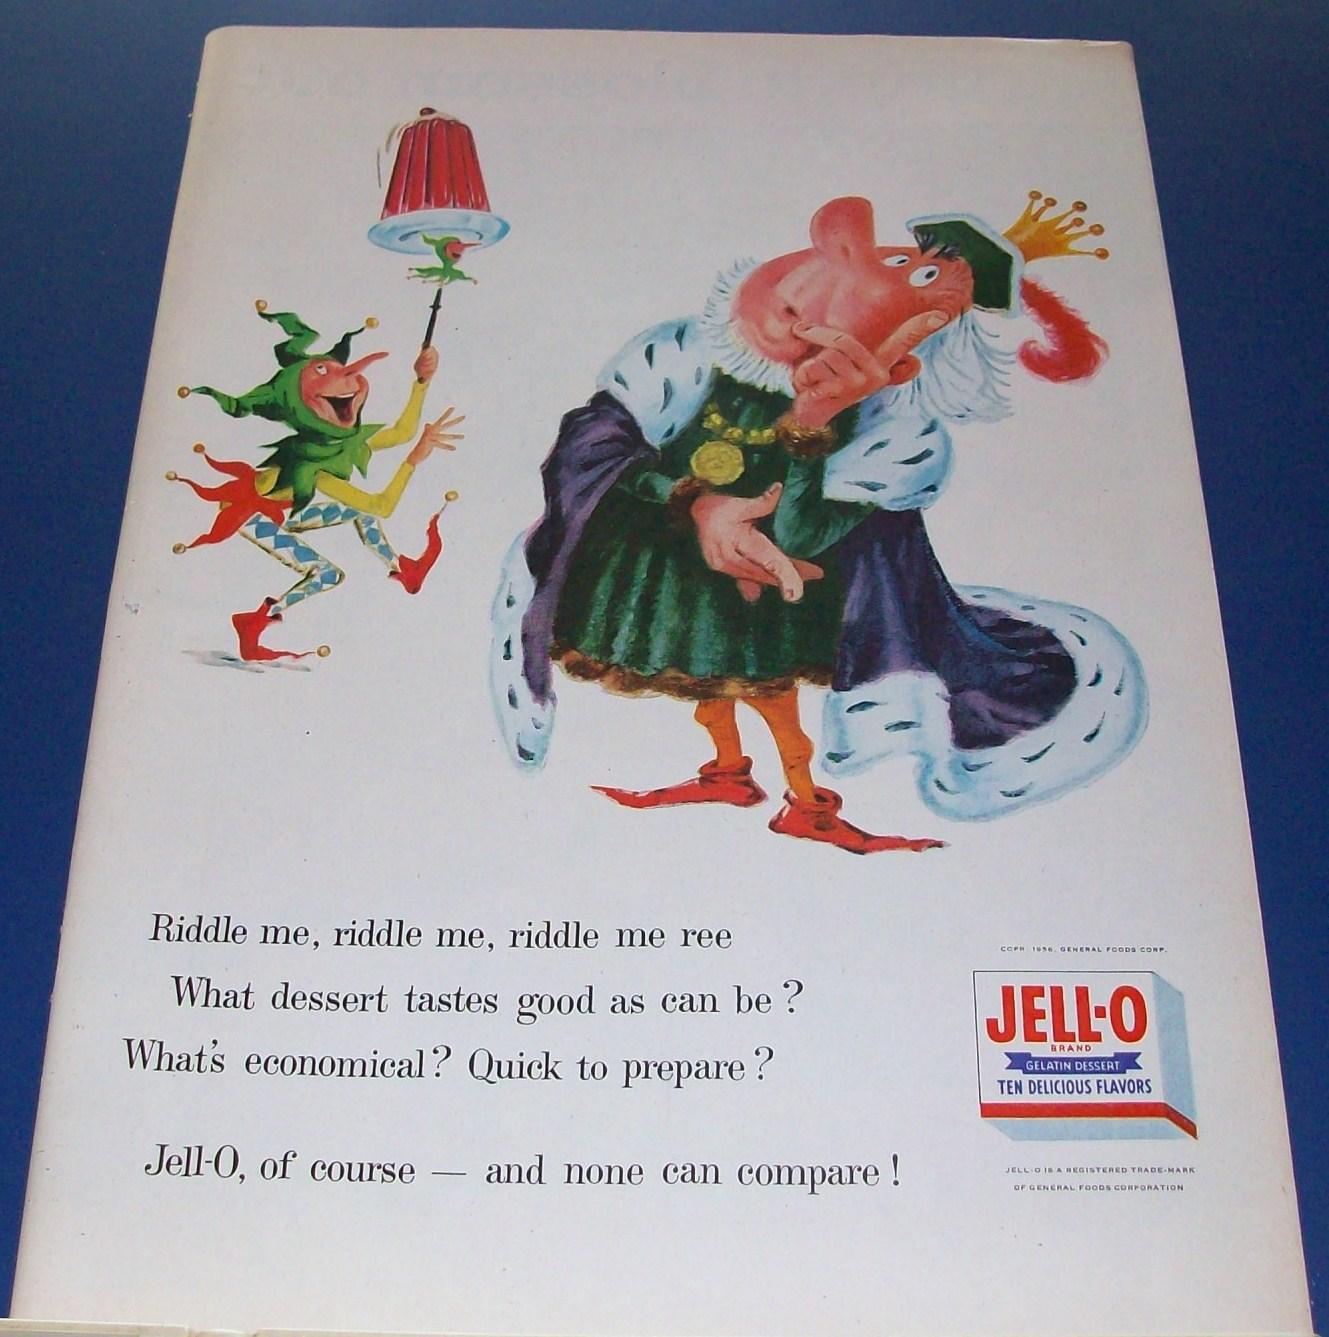 Riddle me, riddle me, riddle me ree
What dessert tastes good as can be?
What's economical? Quick to prepare?
Jell-O, of course — and none can compare!
COPR. 1956, GENERAL FOODS CORP.
JELL-O
BRAND
GELATIN DESSERT
TEN DELICIOUS FLAVORS
JELL-O IS A REGISTERED TRADE-MARK
OF GENERAL FOODS CORPORATION